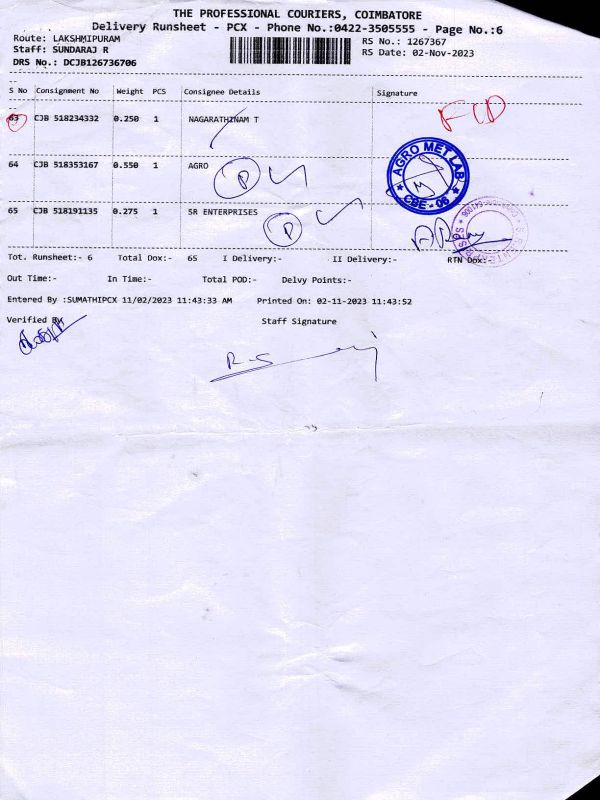 THE PROFESSIONAL COURIERS, COIMBATORE
Delivery Runsheet - PCX - Phone No.:0422-3505555 - Page No.:6
Route: LAKSHMIPURAM RS No.: 1267367
Staff: SUNDARAJ R RS Date: 02-Nov-2023
DRS No.: DCJB126736706
S No Consignment No Weight PCS Consignee Details Signature
63 CJB 518234332 0.250 1 NAGARATHINAM T
64 CJB 518353167 0.550 1 AGRO P
AGRO MET LAB
CBE - 06
65 CJB 518191135 0.275 1 SR ENTERPRISES P
Tot. Runsheet:- 6 Total Dox:- 65 I Delivery:- II Delivery:- RTN Dox:-
Out Time:- In Time:- Total POD:- Delvy Points:-
Entered By :SUMATHIPCX 11/02/2023 11:43:33 AM Printed On: 02-11-2023 11:43:52
Verified By Staff Signature